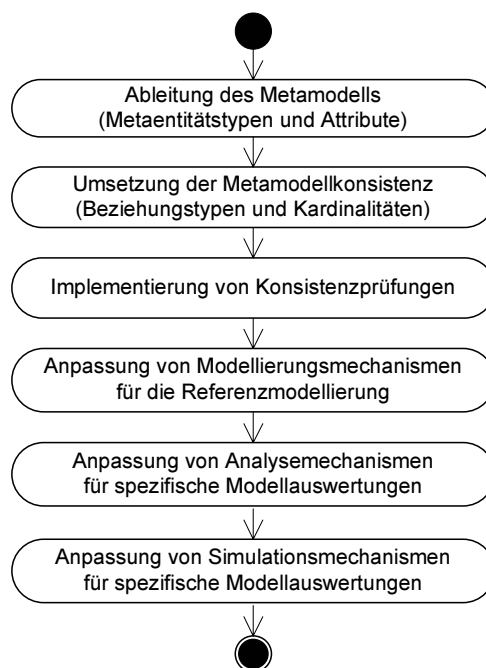 Ableitung des Metamodells
(Metaentitätstypen und Attribute)
Umsetzung der Metamodellkonsistenz
(Beziehungstypen und Kardinalitäten)
Implementierung von Konsistenzprüfungen
Anpassung von Modellierungsmechanismen
für die Referenzmodellierung
Anpassung von Analysemechanismen
für spezifische Modellauswertungen
Anpassung von Simulationsmechanismen
für spezifische Modellauswertungen